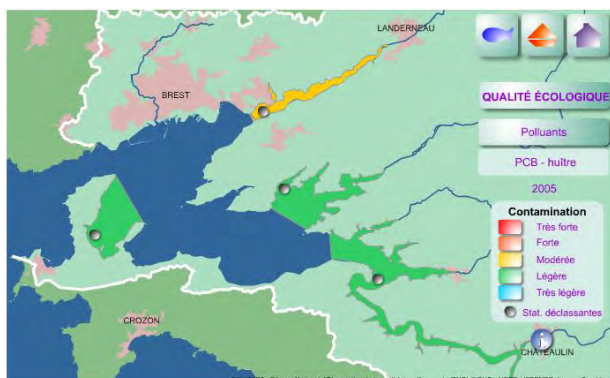 LANDERNEAU
BREST
CROZON
CHATEAULIN
QUALITÉ ÉCOLOGIQUE
Polluants
PCB - huître
2005
Contamination
Très forte
Forte
Modérée
Légère
Très légère
Stat. déclassantes
i